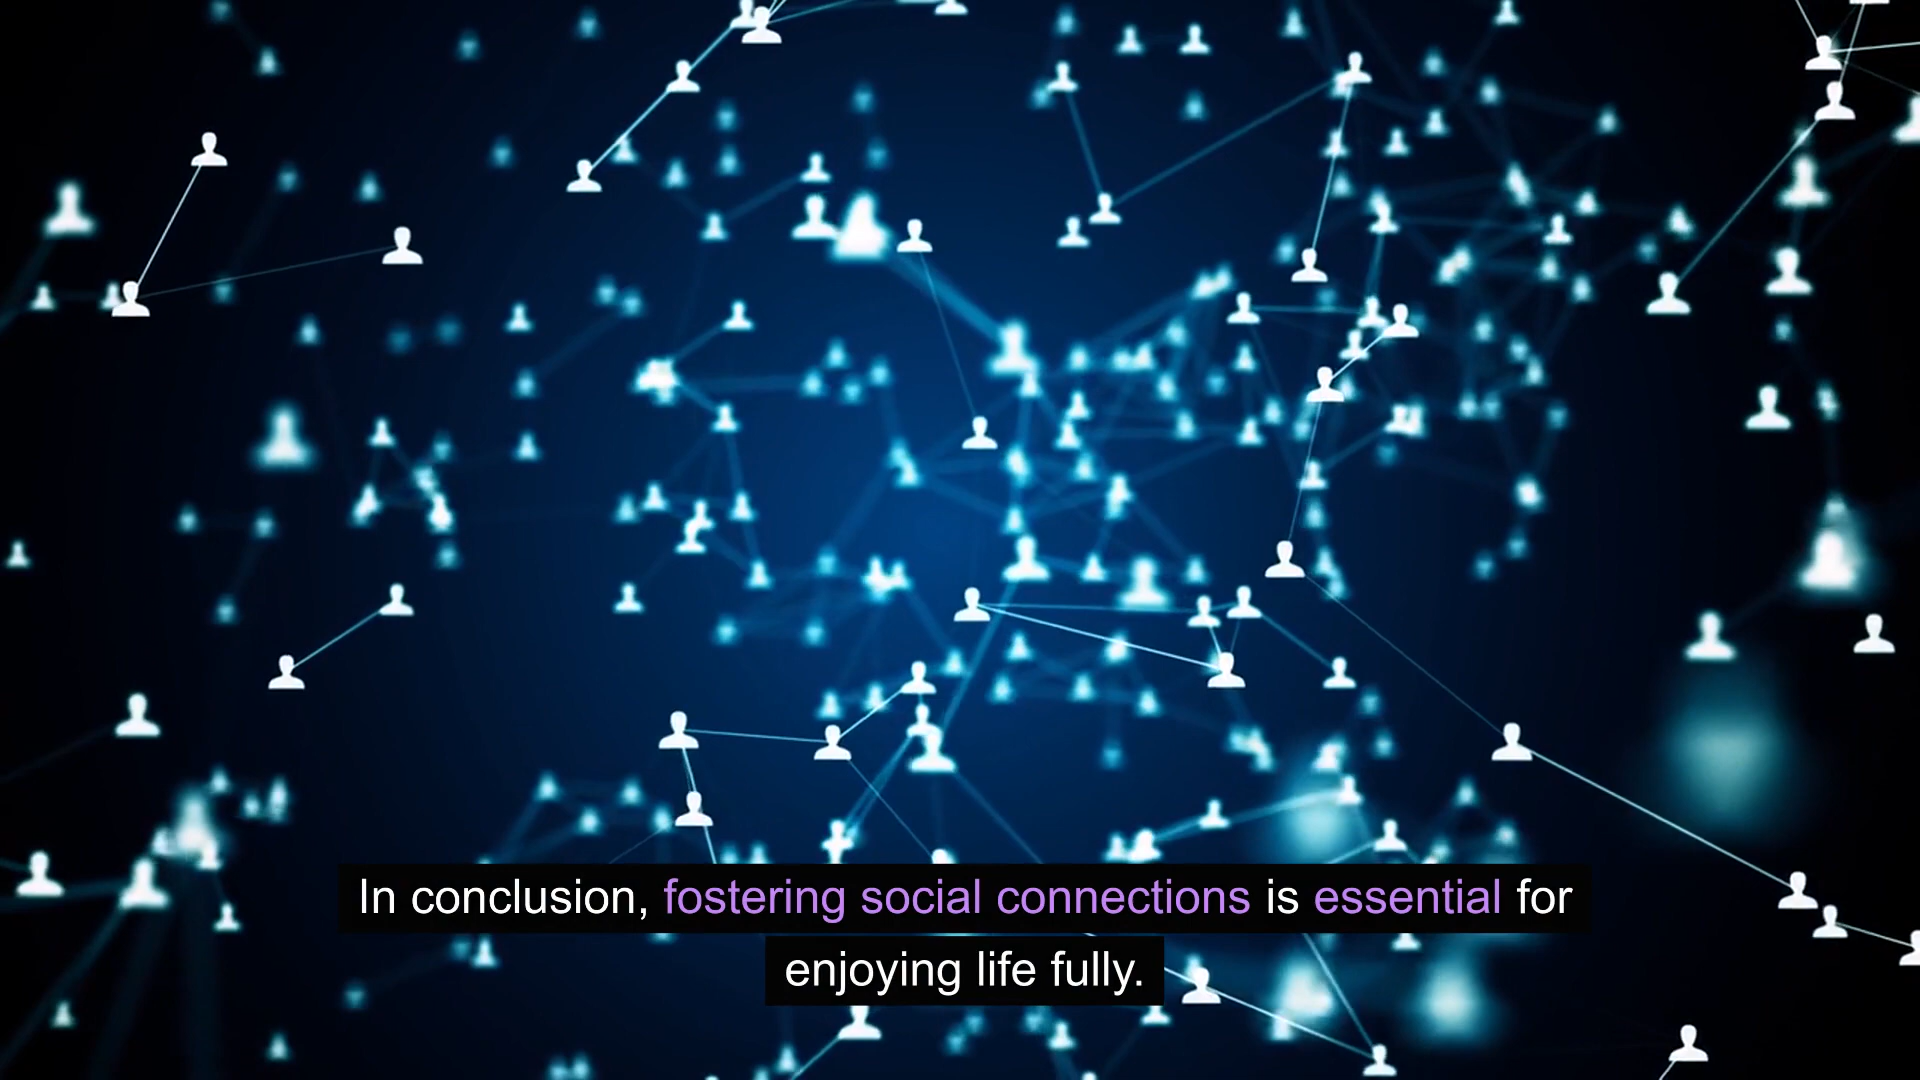 In conclusion, fostering social connections is essential for
enjoying life fully.